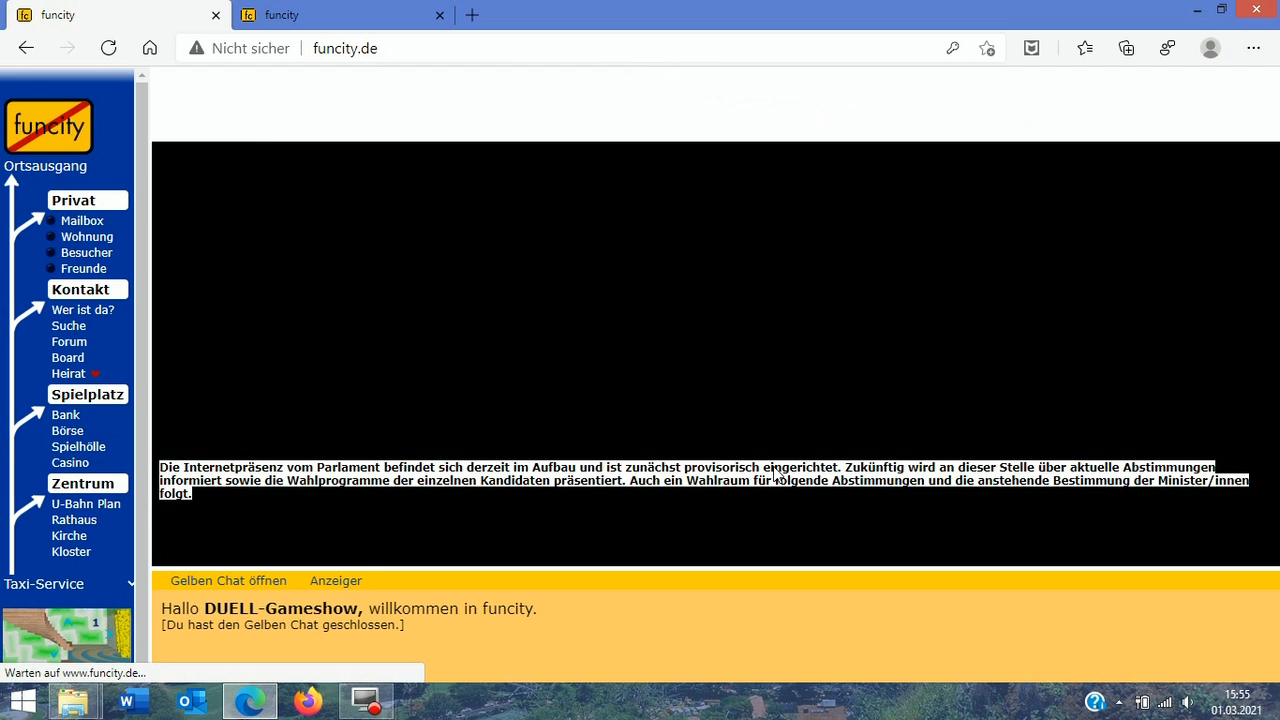 funcity
funcity
Nicht sicher
funcity.de
funcity
Ortsausgang
Privat
Mailbox
Wohnung
Besucher
Freunde
Kontakt
Wer ist da?
Suche
Forum
Board
Heirat
Spielplatz
Bank
Börse
Spielhölle
Casino
Zentrum
U-Bahn Plan
Rathaus
Kirche
Kloster
Taxi-Service
1
Die Internetpräsenz vom Parlament befindet sich derzeit im Aufbau und ist zunächst provisorisch eingerichtet. Zukünftig wird an dieser Stelle über aktuelle Abstimmungen
informiert sowie die Wahlprogramme der einzelnen Kandidaten präsentiert. Auch ein Wahlraum für folgende Abstimmungen und die anstehende Bestimmung der Minister/innen
folgt.
Gelben Chat öffnen Anzeiger
Hallo DUELL-Gameshow, willkommen in funcity.
[Du hast den Gelben Chat geschlossen.]
Warten auf www.funcity.de...
15:55
01.03.2021